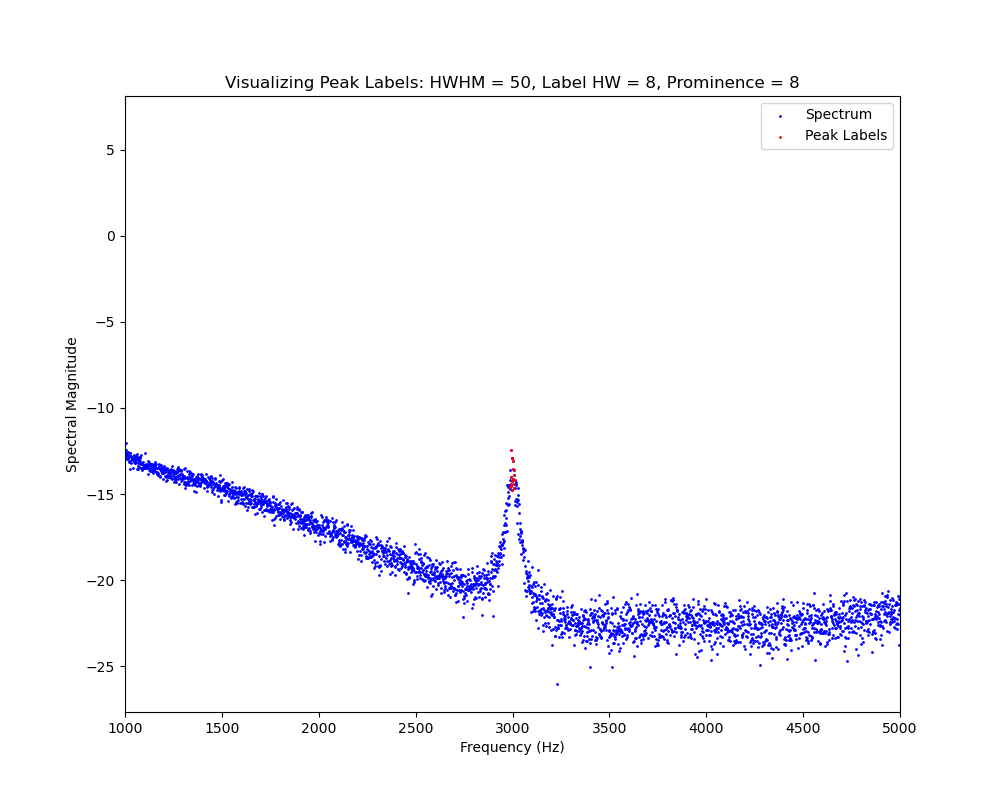 Visualizing Peak Labels: HWHM = 50, Label HW = 8, Prominence = 8
Spectrum
Peak Labels
5
0
−5
−10
−15
−20
−25
Spectral Magnitude
1000 1500 2000 2500 3000 3500 4000 4500 5000
Frequency (Hz)